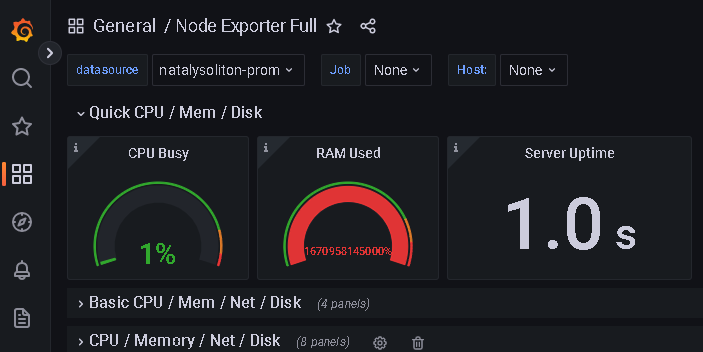 General / Node Exporter Full
datasource natalysoliton-prom Job None Host: None
Quick CPU / Mem / Disk
CPU Busy RAM Used Server Uptime
1% 1670958145000% 1.0 s
Basic CPU / Mem / Net / Disk (4 panels)
CPU / Memory / Net / Disk (8 panels)